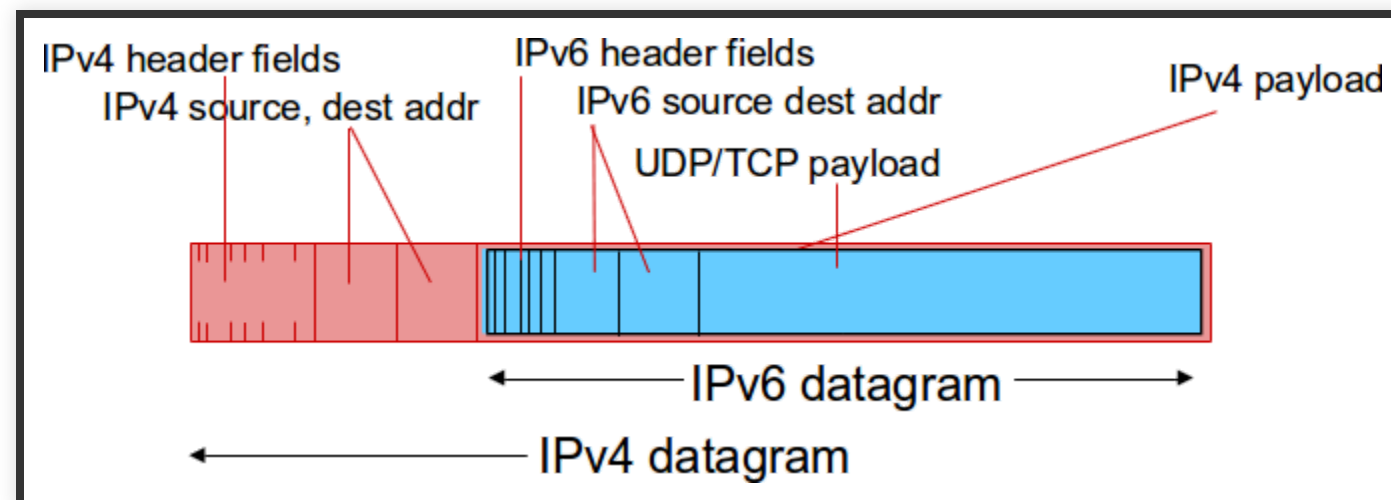 IPv4 header fields
IPv4 source, dest addr
IPv6 header fields
IPv6 source dest addr
UDP/TCP payload
IPv4 payload
IPv6 datagram
IPv4 datagram